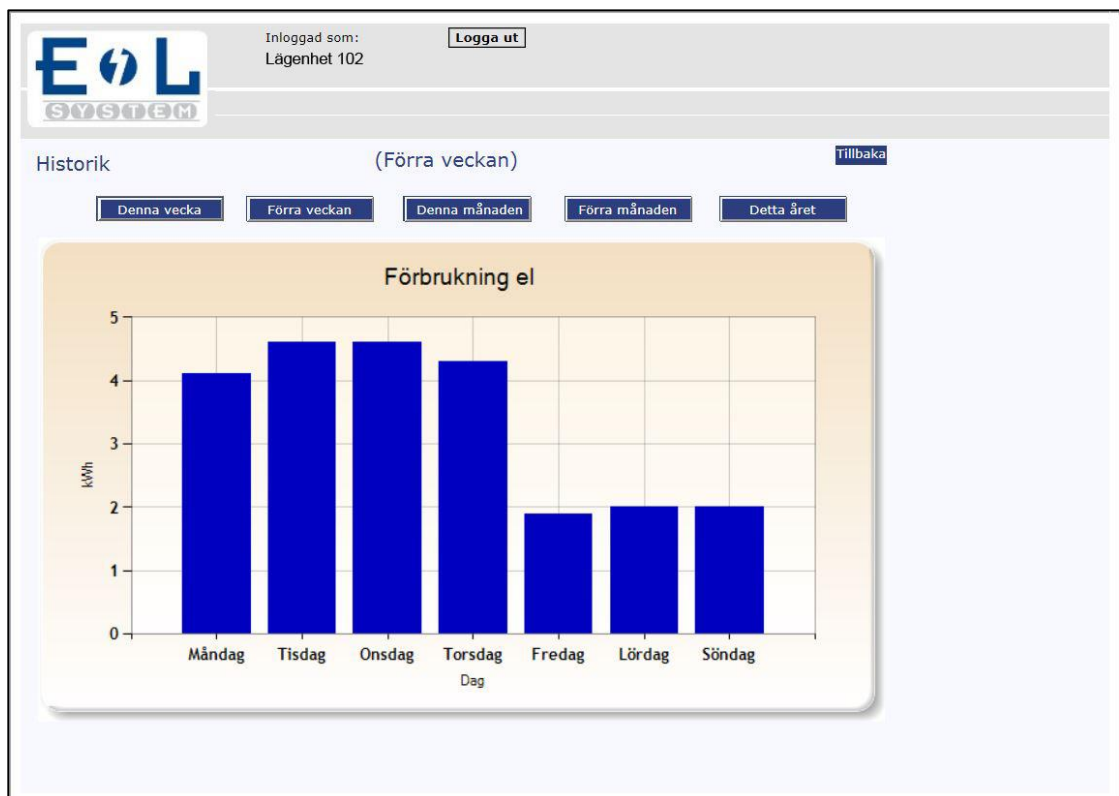 Inloggad som:
Logga ut
Lägenhet 102
EOL
SYSTEM
Historik
(Förra veckan)
Tillbaka
Denna vecka
Förra veckan
Denna månaden
Förra månaden
Detta året
Förbrukning el
5
4
3
2
1
0
kWh
Måndag
Tisdag
Onsdag
Torsdag
Fredag
Lördag
Söndag
Dag